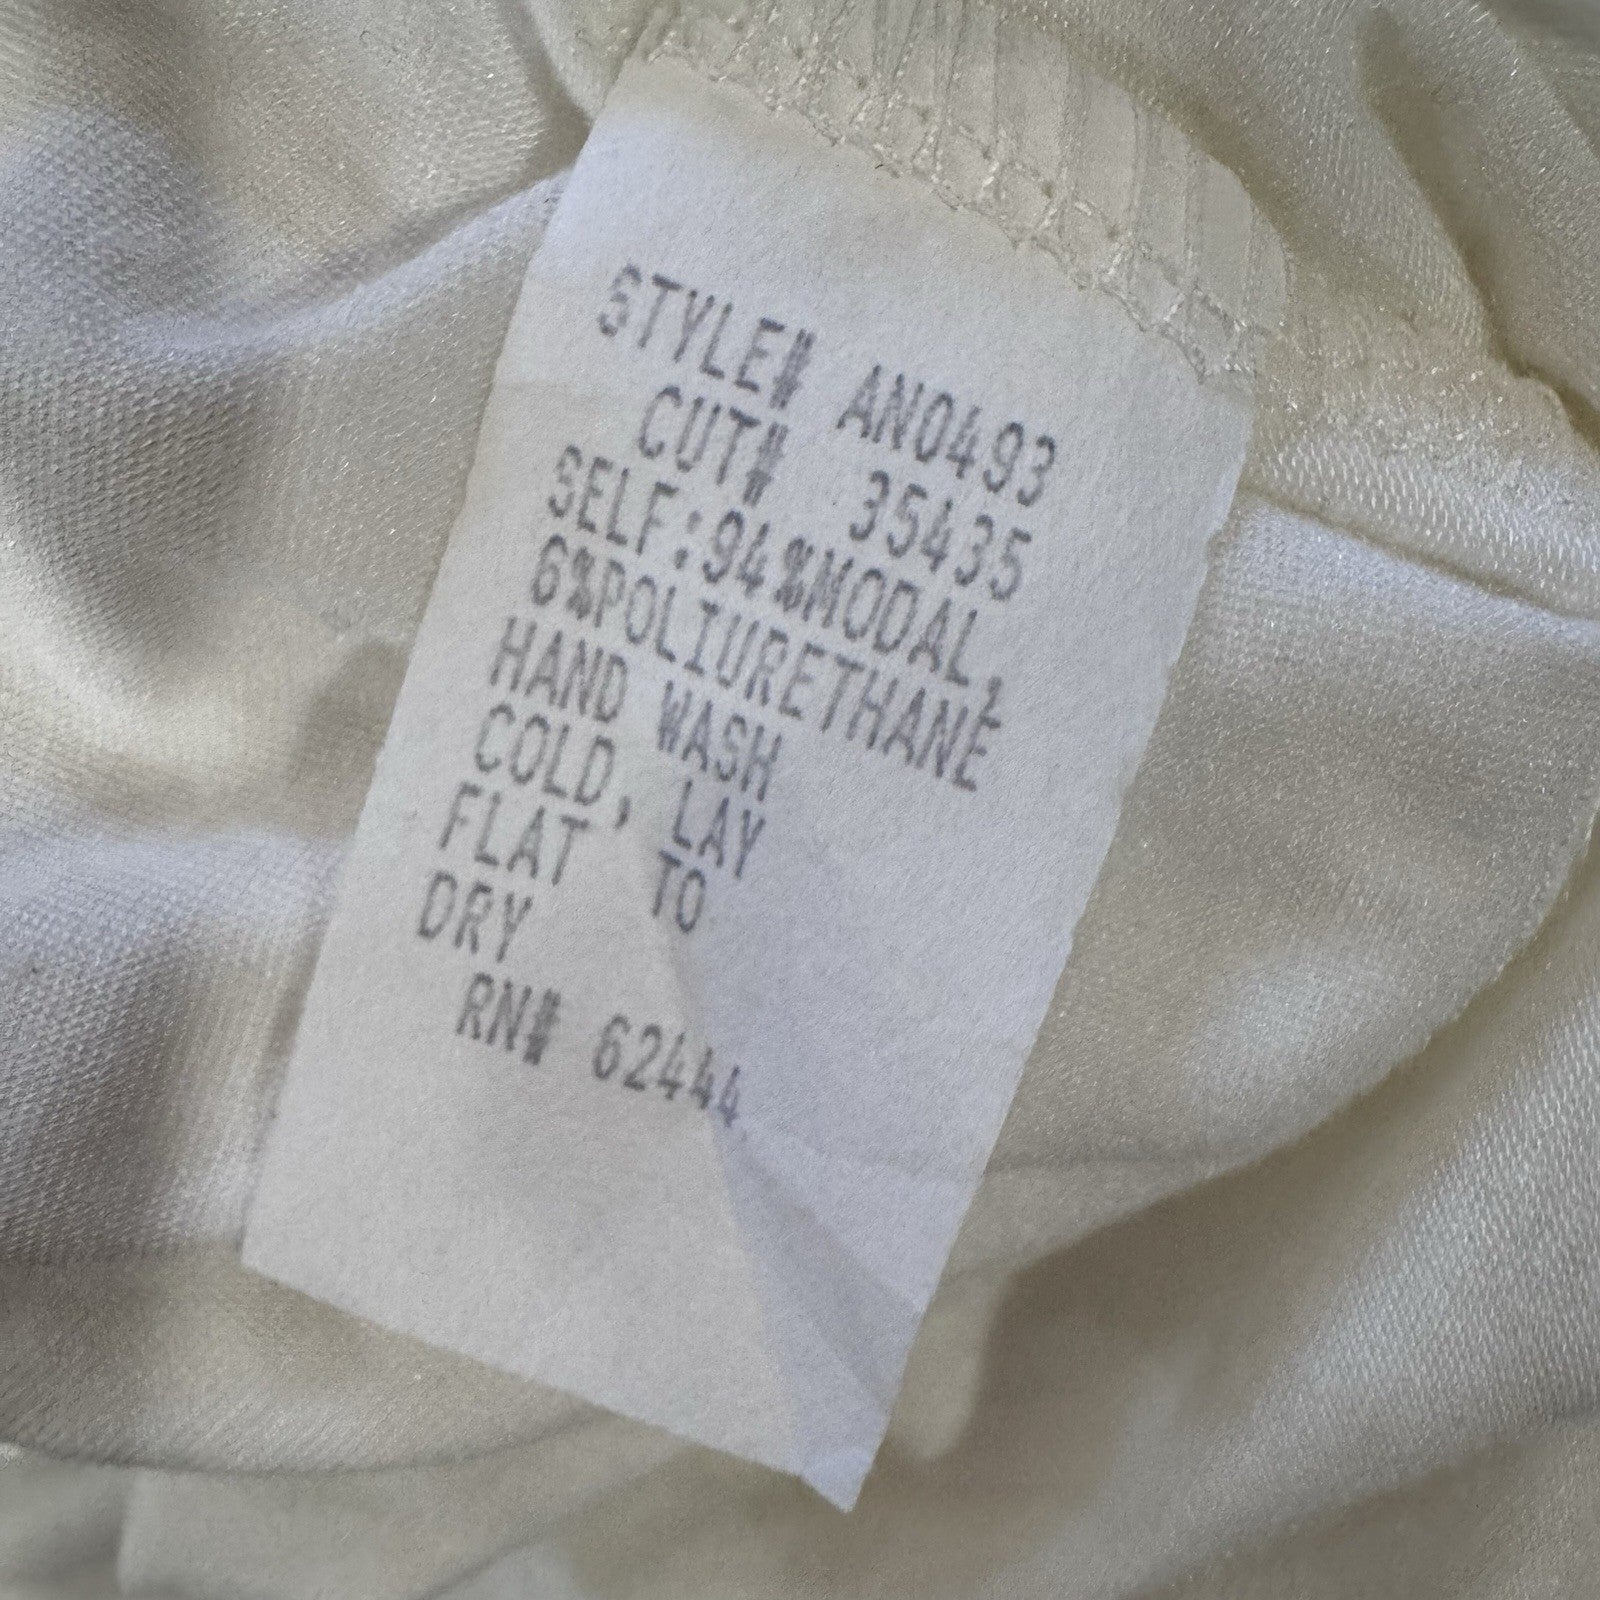 STYLE# AN0493
CUT# 35435
SELF:94%MODAL,
6%POLIURETHANE
HAND WASH
COLD, LAY
FLAT TO
DRY
RN# 62444